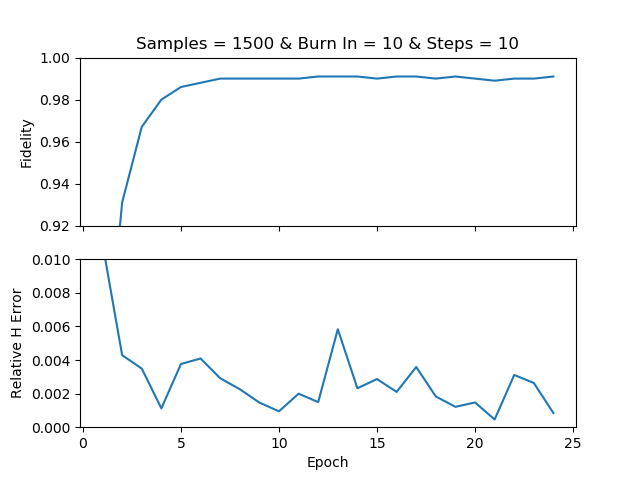 Samples = 1500 & Burn In = 10 & Steps = 10
1.00
0.98
0.96
0.94
0.92
Fidelity
0.010
0.008
0.006
0.004
0.002
0.000
Relative H Error
0 5 10 15 20 25
Epoch